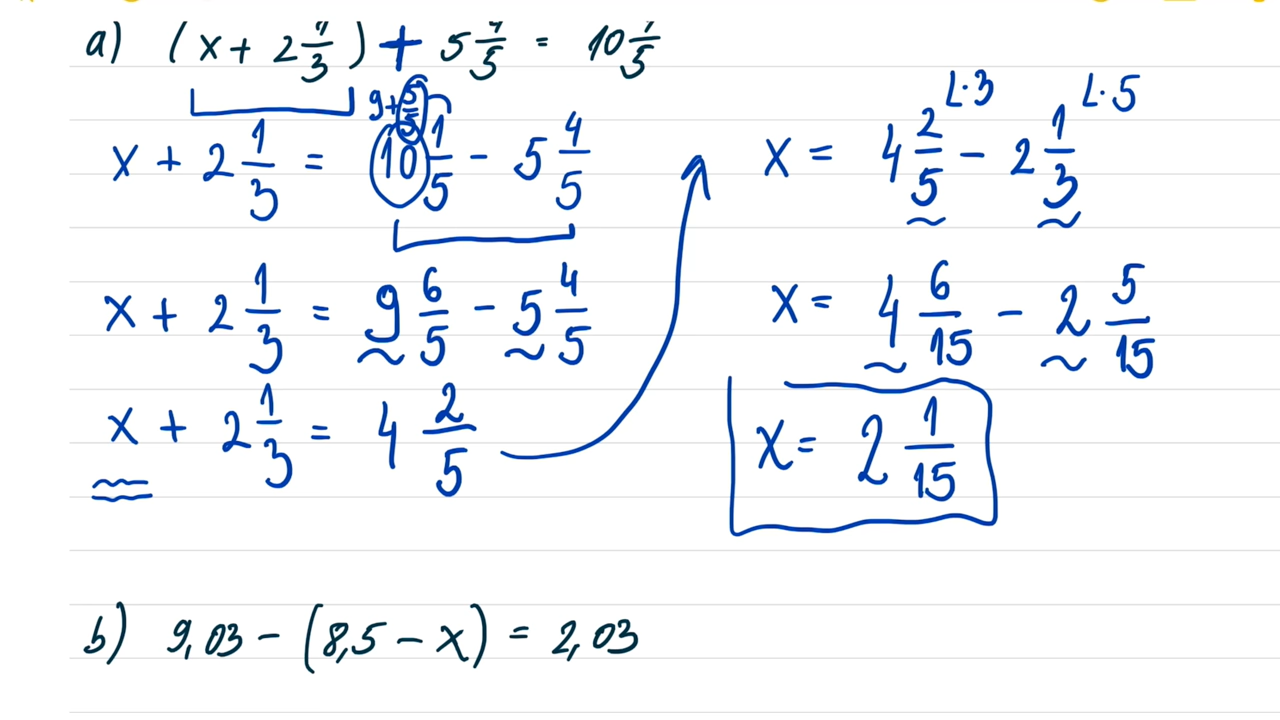 a) (x + 2 1/3) + 5 4/5 = 10 1/5
9 + 5/5
x + 2 1/3 = 10 1/5 - 5 4/5
x + 2 1/3 = 9 6/5 - 5 4/5
x + 2 1/3 = 4 2/5
L·3 L·5
x = 4 2/5 - 2 1/3
x = 4 6/15 - 2 5/15
x = 2 1/15
b) 9,03 - (8,5 - x) = 2,03